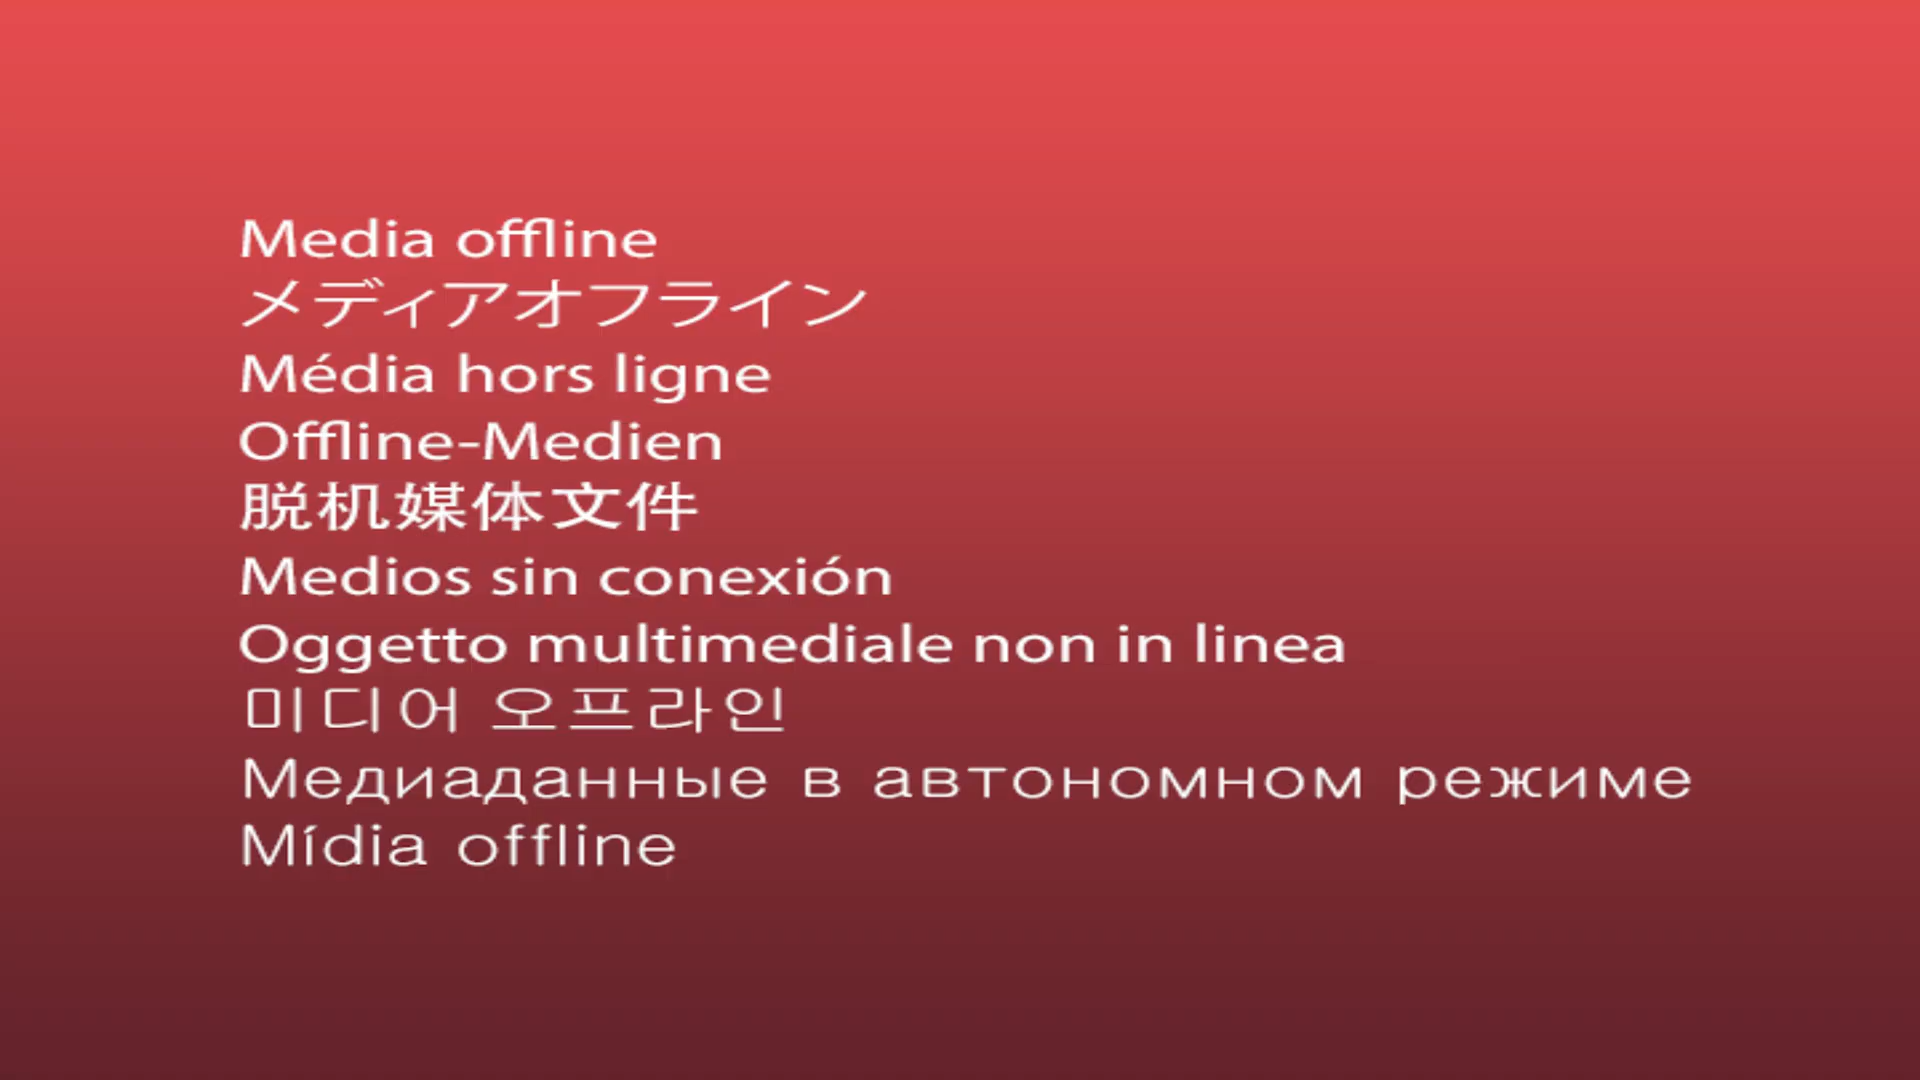 Media offline
メディアオフライン
Média hors ligne
Offline-Medien
脱机媒体文件
Medios sin conexión
Oggetto multimediale non in linea
미디어 오프라인
Медиаданные в автономном режиме
Mídia offline